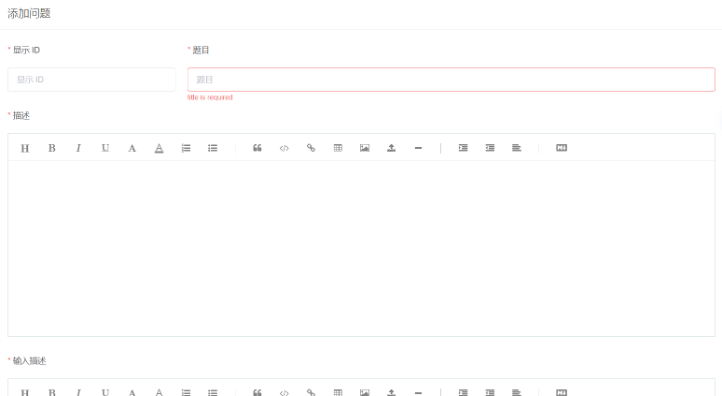 添加问题
* 显示 ID
* 题目
显示 ID
题目
title is required
* 描述
H B I U A A
* 输入描述
H B I U A A